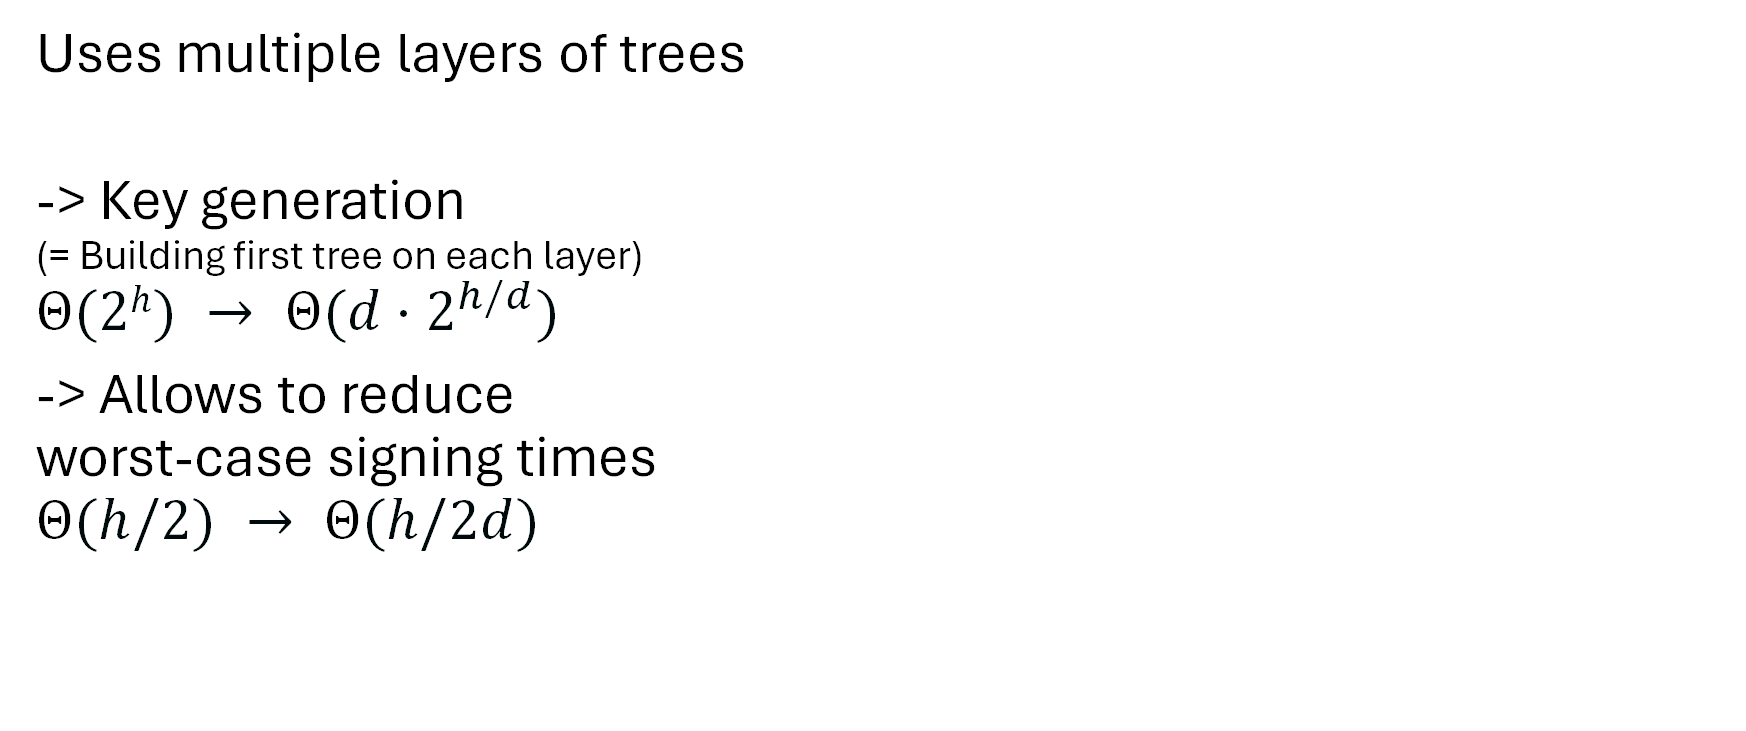 Uses multiple layers of trees
-> Key generation
(= Building first tree on each layer)
Θ(2^h) → Θ(d · 2^{h/d})
-> Allows to reduce
worst-case signing times
Θ(h/2) → Θ(h/2d)